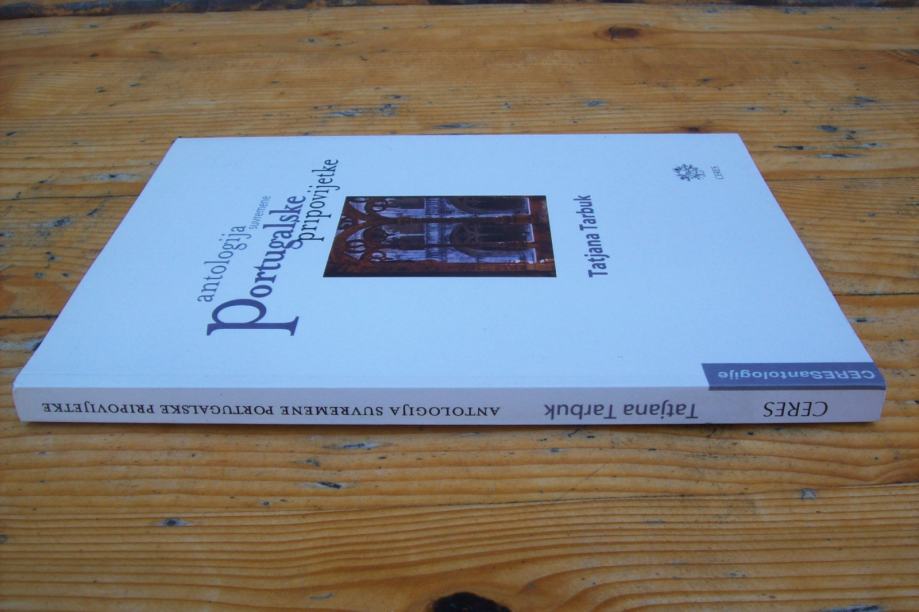 antologija
suvremene
Portugalske
pripovijetke
Tatjana Tarbuk
CERES
CERESantologije
CERES
Tatjana Tarbuk
ANTOLOGIJA SUVREMENE PORTUGALSKE PRIPOVIJETKE